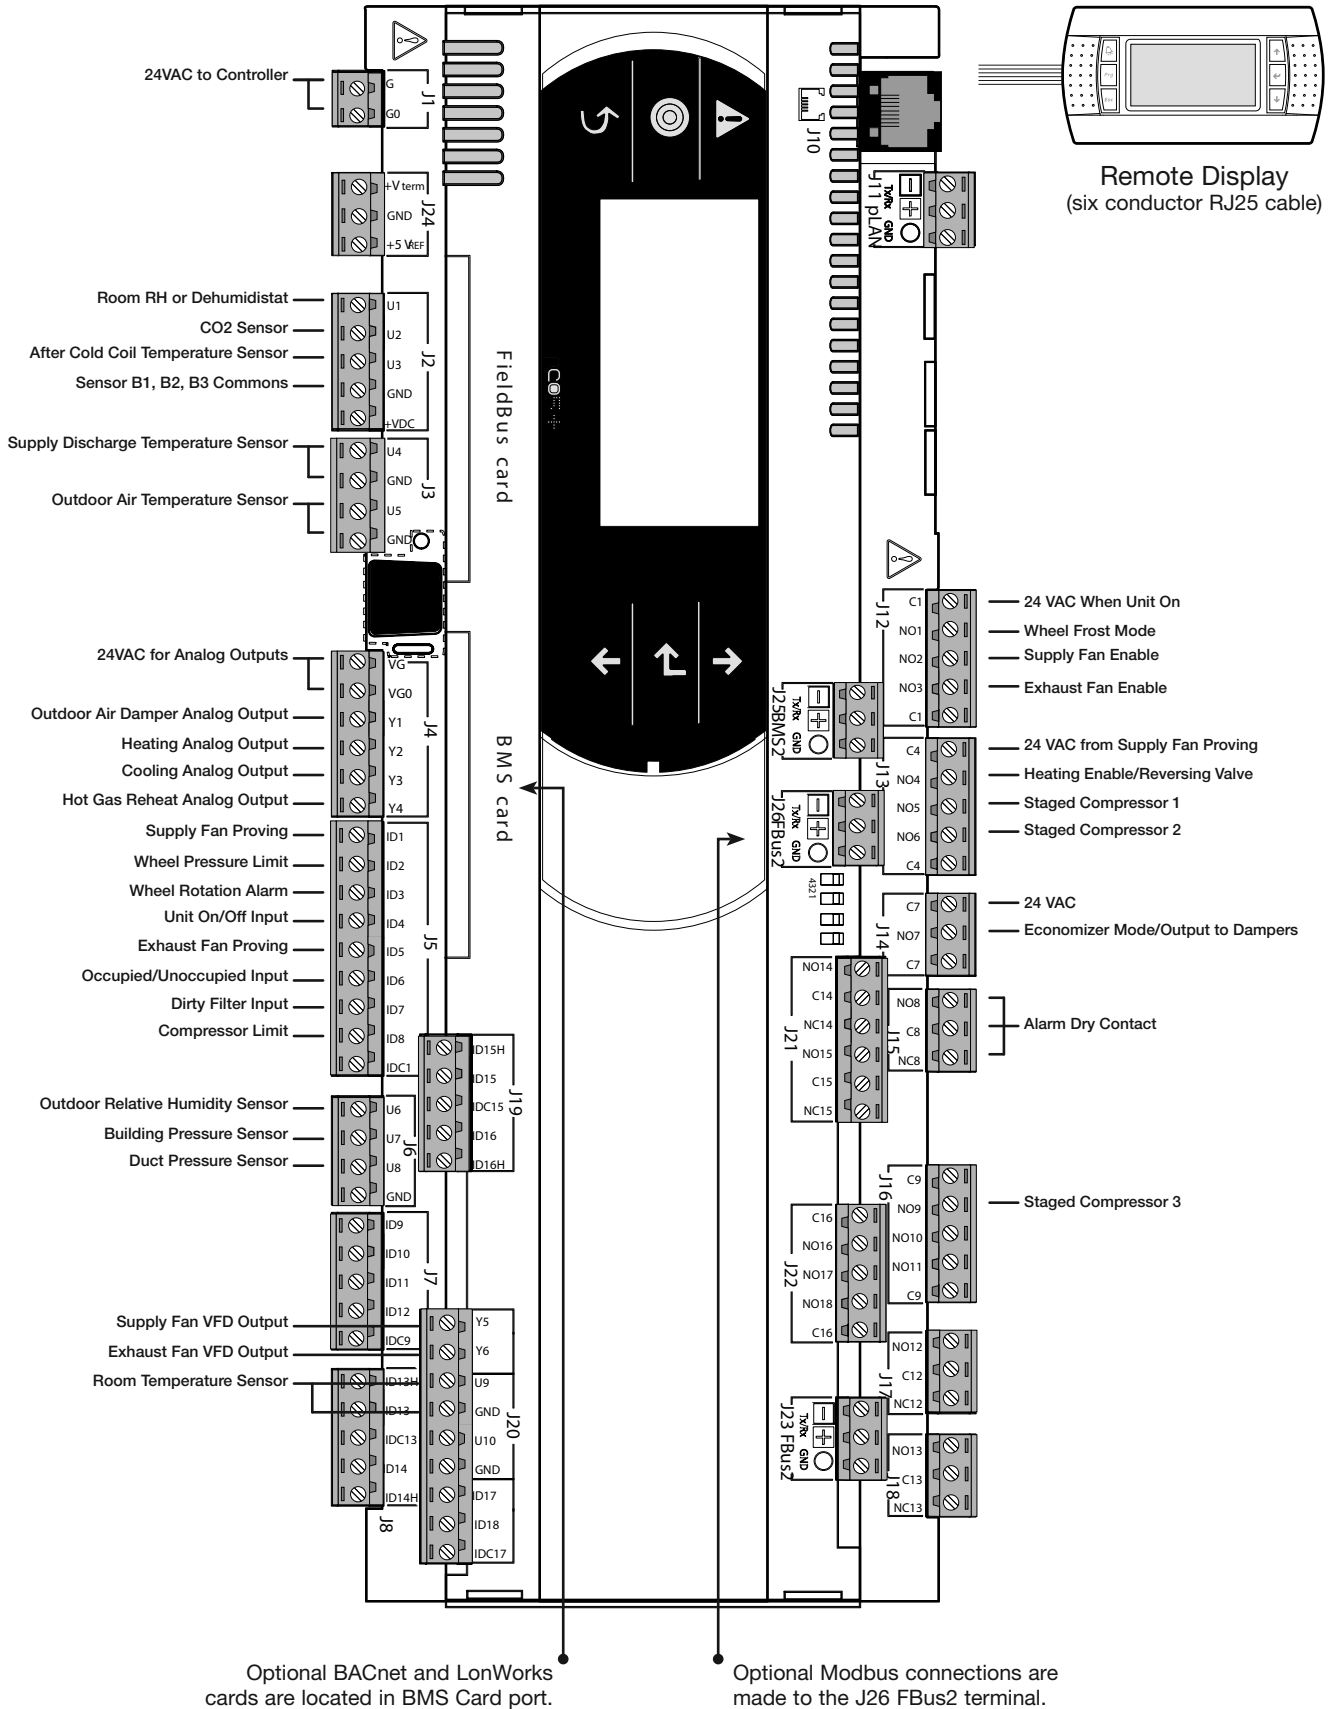 24VAC to Controller
G
G0
J1
+V term
GND
+5 VREF
J24
Room RH or Dehumidistat
CO2 Sensor
After Cold Coil Temperature Sensor
Sensor B1, B2, B3 Commons
U1
U2
U3
GND
+VDC
J2
Supply Discharge Temperature Sensor
Outdoor Air Temperature Sensor
U4
GND
U5
GND
J3
FieldBus card
24VAC for Analog Outputs
Outdoor Air Damper Analog Output
Heating Analog Output
Cooling Analog Output
Hot Gas Reheat Analog Output
VG
VG0
Y1
Y2
Y3
Y4
J4
BMS card
Supply Fan Proving
Wheel Pressure Limit
Wheel Rotation Alarm
Unit On/Off Input
Exhaust Fan Proving
Occupied/Unoccupied Input
Dirty Filter Input
Compressor Limit
ID1
ID2
ID3
ID4
ID5
ID6
ID7
ID8
IDC1
J5
ID15H
ID15
IDC15
ID16
ID16H
J19
Outdoor Relative Humidity Sensor
Building Pressure Sensor
Duct Pressure Sensor
U6
U7
U8
GND
J6
ID9
ID10
ID11
ID12
IDC9
J7
Supply Fan VFD Output
Exhaust Fan VFD Output
Room Temperature Sensor
ID13H
ID13
IDC13
ID14
ID14H
J8
Y5
Y6
U9
GND
U10
GND
ID17
ID18
IDC17
J20
J10
Prg
Esc
Remote Display
(six conductor RJ25 cable)
J11 pLAN
Tx/Rx
GND
C1
NO1
NO2
NO3
C1
J12
24 VAC When Unit On
Wheel Frost Mode
Supply Fan Enable
Exhaust Fan Enable
J25BMS2
Tx/Rx
GND
C4
NO4
NO5
NO6
C4
J13
24 VAC from Supply Fan Proving
Heating Enable/Reversing Valve
Staged Compressor 1
Staged Compressor 2
J26FBus2
Tx/Rx
GND
4321
C7
NO7
C7
J14
24 VAC
Economizer Mode/Output to Dampers
NO14
C14
NC14
NO15
C15
NC15
J21
NO8
C8
NC8
J15
Alarm Dry Contact
C9
NO9
NO10
NO11
C9
J16
Staged Compressor 3
C16
NO16
NO17
NO18
C16
J22
NO12
C12
NC12
J17
J23 FBus2
Tx/Rx
GND
NO13
C13
NC13
J18
Optional BACnet and LonWorks
cards are located in BMS Card port.
Optional Modbus connections are
made to the J26 FBus2 terminal.